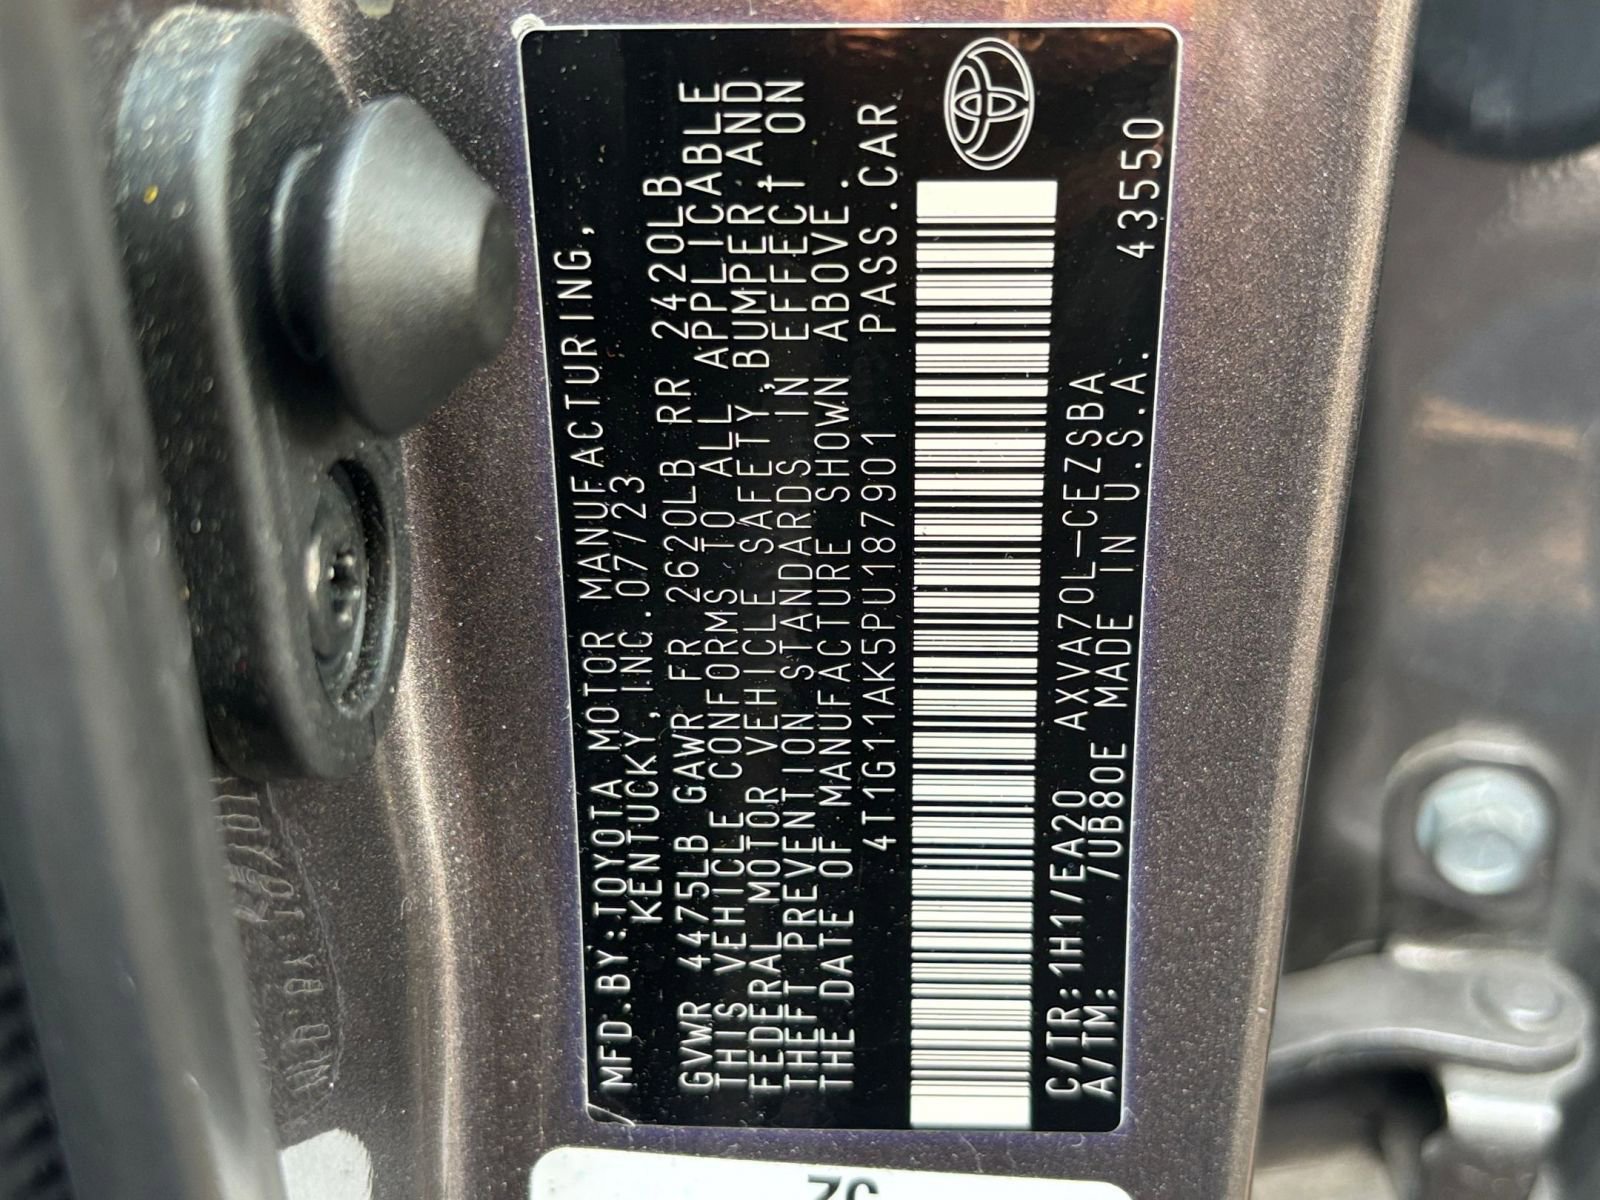 MFD.BY:TOYOTA MOTOR MANUFACTURING,
KENTUCKY, INC. 07/23
GVWR 4475LB GAWR FR 2620LB RR 2420LB
THIS VEHICLE CONFORMS TO ALL APPLICABLE
FEDERAL MOTOR VEHICLE SAFETY, BUMPER, AND
THEFT PREVENTION STANDARDS IN EFFECT ON
THE DATE OF MANUFACTURE SHOWN ABOVE.
4T1G11AK5PU187901 PASS.CAR
C/TR:1H1/EA20 AXVA70L-CEZSBA 43550
A/TM: /UB80E MADE IN U.S.A.